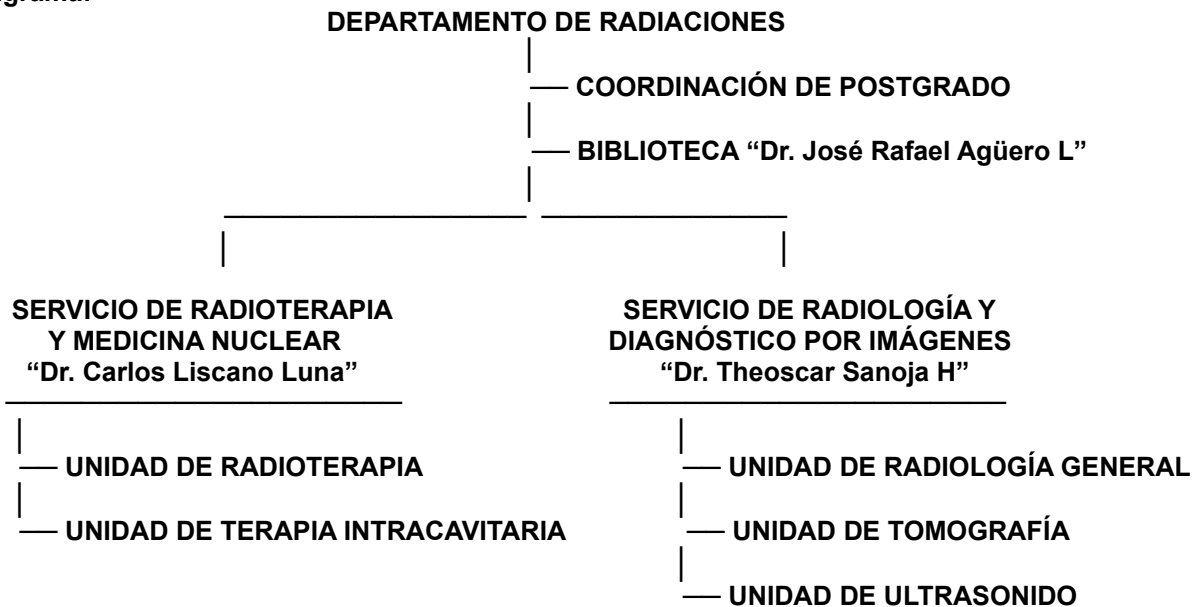 DEPARTAMENTO DE RADIACIONES
COORDINACIÓN DE POSTGRADO
BIBLIOTECA “Dr. José Rafael Agüero L”
SERVICIO DE RADIOTERAPIA
Y MEDICINA NUCLEAR
“Dr. Carlos Liscano Luna”
UNIDAD DE RADIOTERAPIA
UNIDAD DE TERAPIA INTRACAVITARIA
SERVICIO DE RADIOLOGÍA Y
DIAGNÓSTICO POR IMÁGENES
“Dr. Theoscar Sanoja H”
UNIDAD DE RADIOLOGÍA GENERAL
UNIDAD DE TOMOGRAFÍA
UNIDAD DE ULTRASONIDO